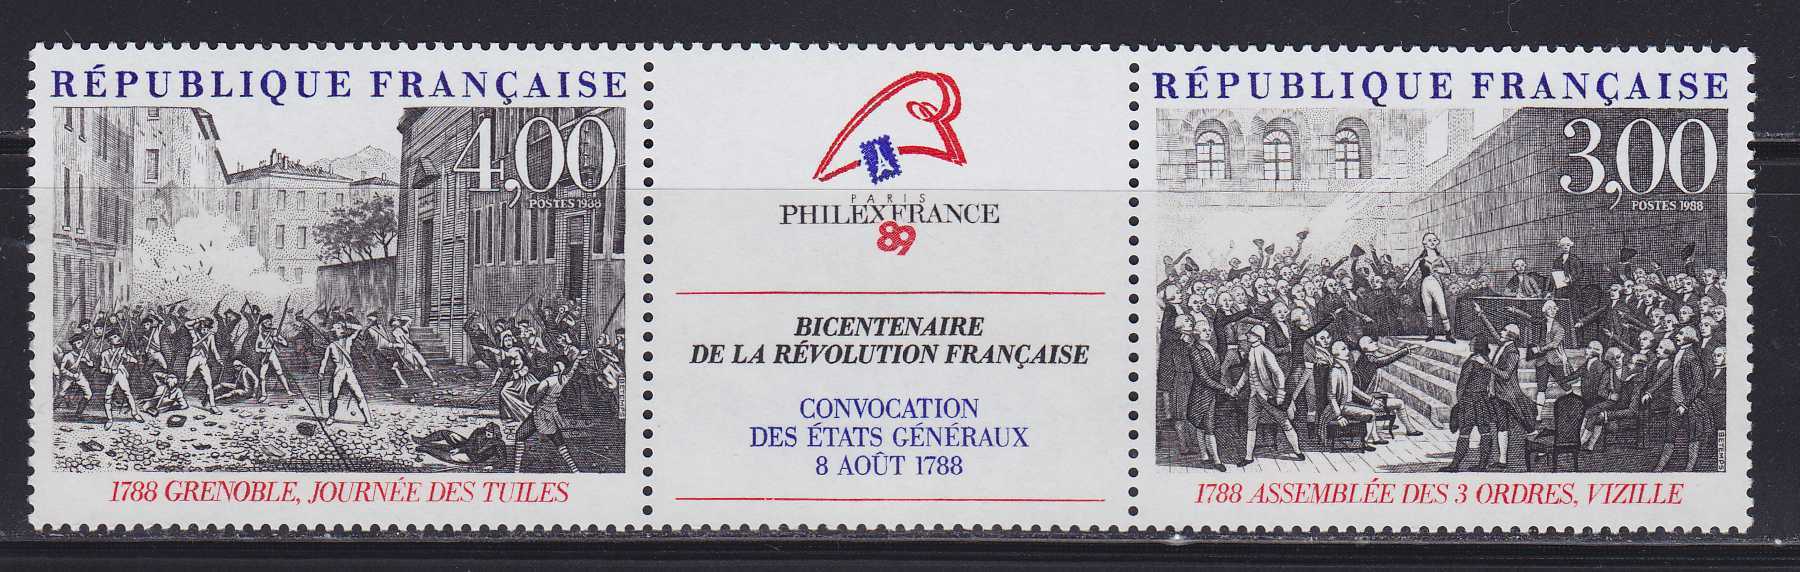 RÉPUBLIQUE FRANÇAISE
4,00
POSTES 1988
1788 GRENOBLE, JOURNÉE DES TUILES
PARIS
PHILEXFRANCE
89
BICENTENAIRE
DE LA RÉVOLUTION FRANÇAISE
CONVOCATION
DES ÉTATS GÉNÉRAUX
8 AOÛT 1788
RÉPUBLIQUE FRANÇAISE
3,00
POSTES 1988
1788 ASSEMBLÉE DES 3 ORDRES, VIZILLE